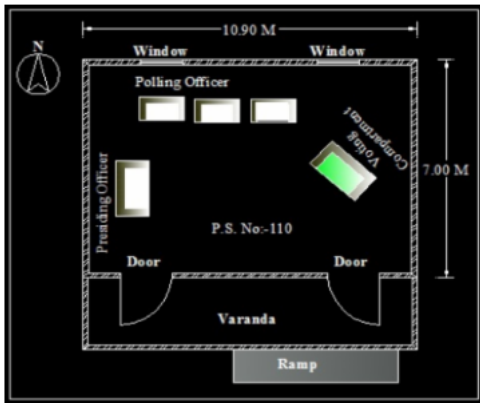 10.90 M
N
Window
Window
Polling Officer
Voting
Compartment
7.00 M
Presiding Officer
P.S. No:-110
Door
Door
Varanda
Ramp